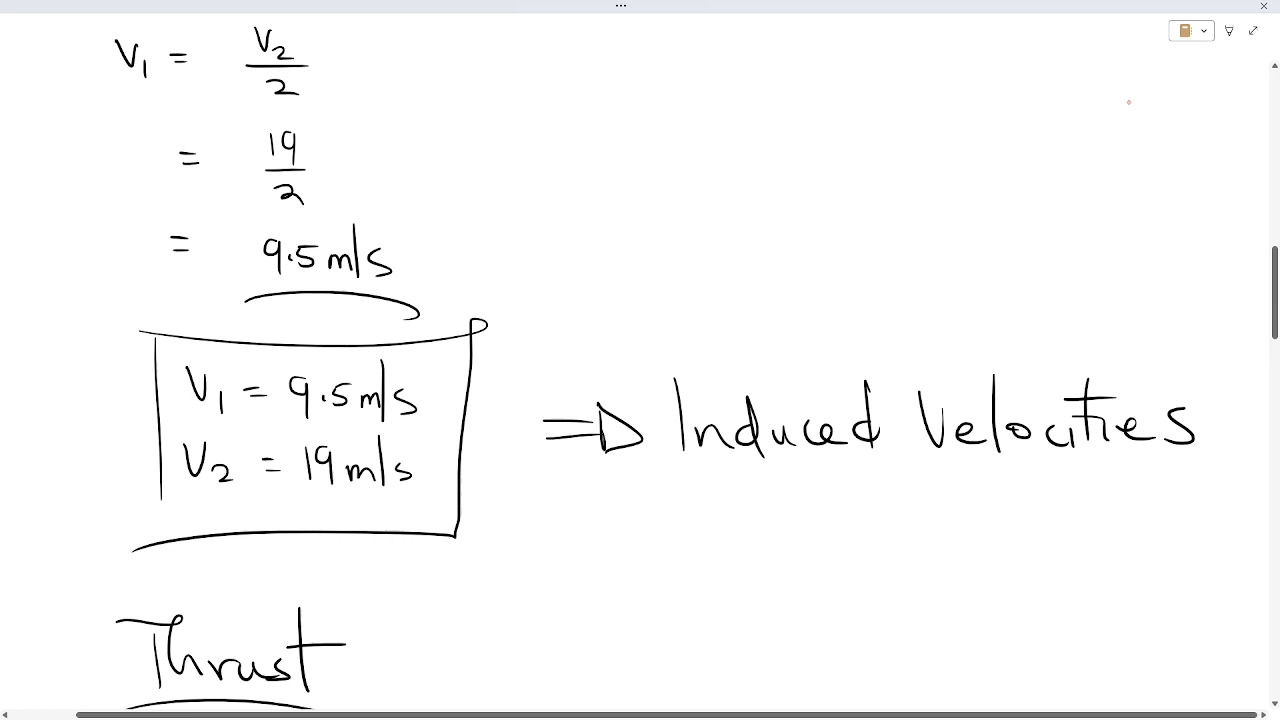 V₁ = V₂/2
= 19/2
= 9.5 m/s
V₁ = 9.5 m/s
V₂ = 19 m/s
⇒ Induced Velocities
Thrust